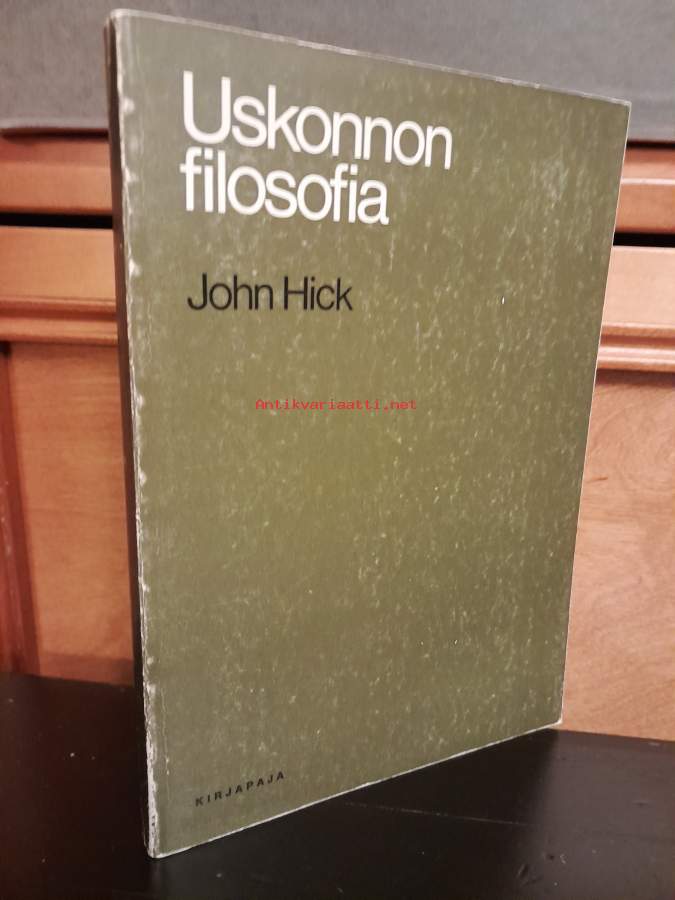 Uskonnon
filosofia
John Hick
Antikvariaatti.net
KIRJAPAJA